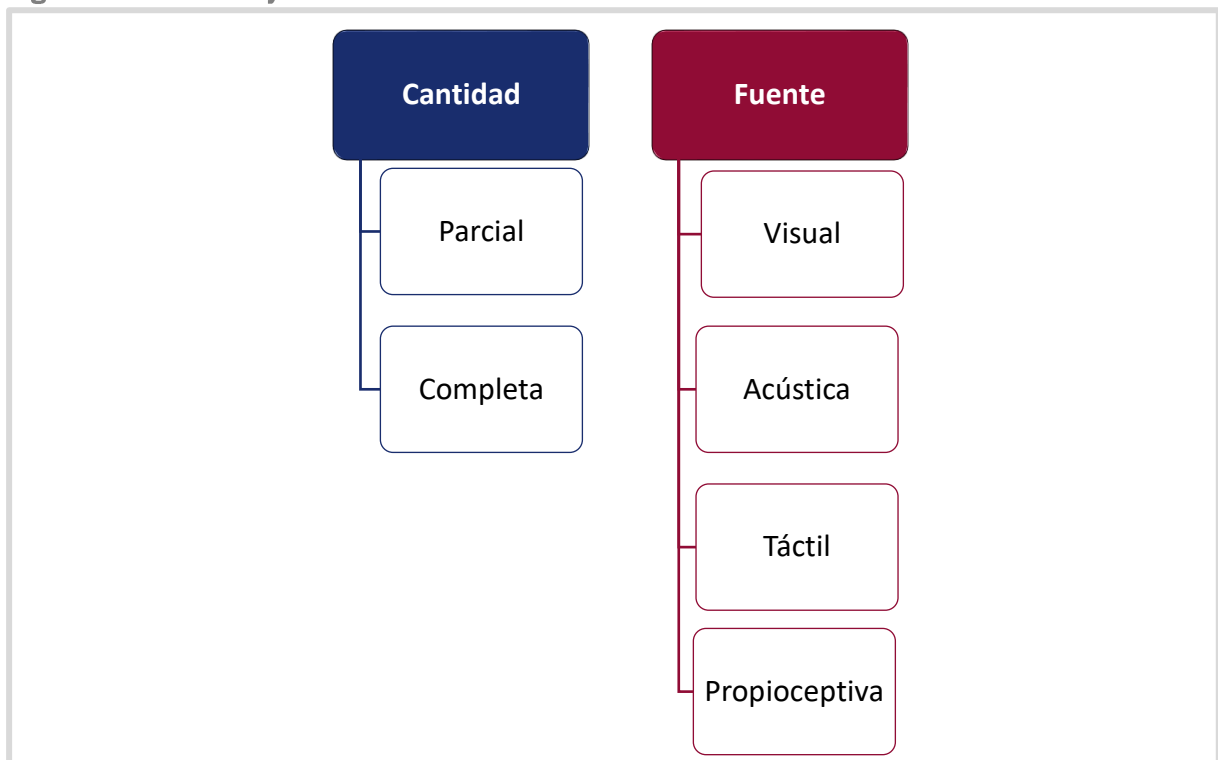 Cantidad
Parcial
Completa
Fuente
Visual
Acústica
Táctil
Propioceptiva